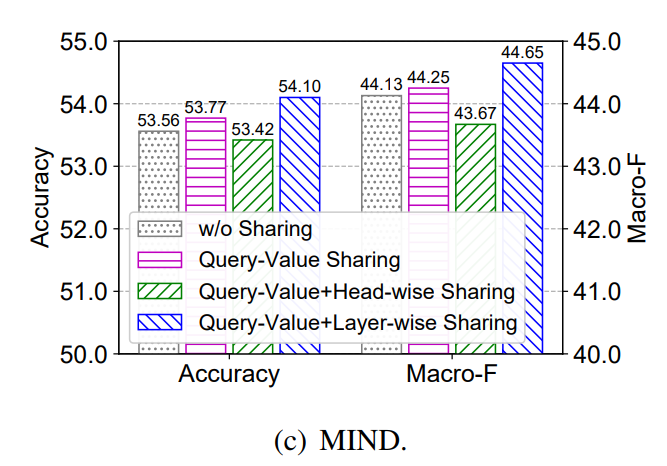 55.0
54.0
53.0
52.0
51.0
50.0
Accuracy
45.0
44.0
43.0
42.0
41.0
40.0
Macro-F
53.56
53.77
53.42
54.10
44.13
44.25
43.67
44.65
w/o Sharing
Query-Value Sharing
Query-Value+Head-wise Sharing
Query-Value+Layer-wise Sharing
Accuracy
Macro-F
(c) MIND.